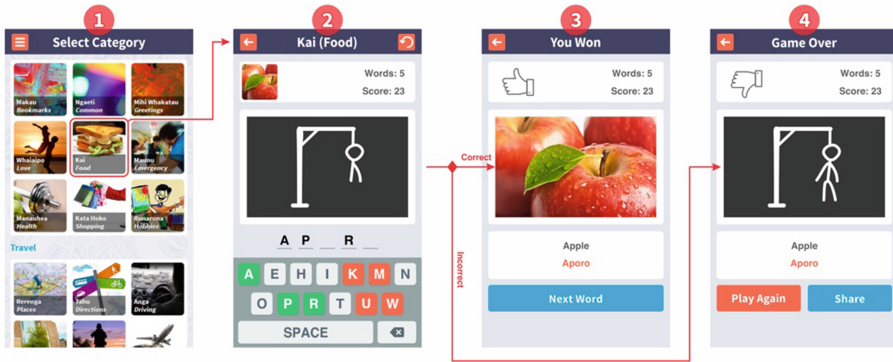 1
Select Category
Makau
Bookmarks
Ngaeti
Common
Mihi Whakatau
Greetings
Whaiaipo
Love
Kai
Food
Maunu
Emergency
Manauhea
Health
Kata Hoko
Shopping
Runaruna
Hobbies
Travel
Rerenga
Places
Tahu
Directions
Anga
Driving
2
Kai (Food)
Words: 5
Score: 23
A P _ R _
A E H I K M N
O P R T U W
SPACE
Correct
Incorrect
3
You Won
Words: 5
Score: 23
Apple
Aporo
Next Word
4
Game Over
Words: 5
Score: 23
Apple
Aporo
Play Again
Share